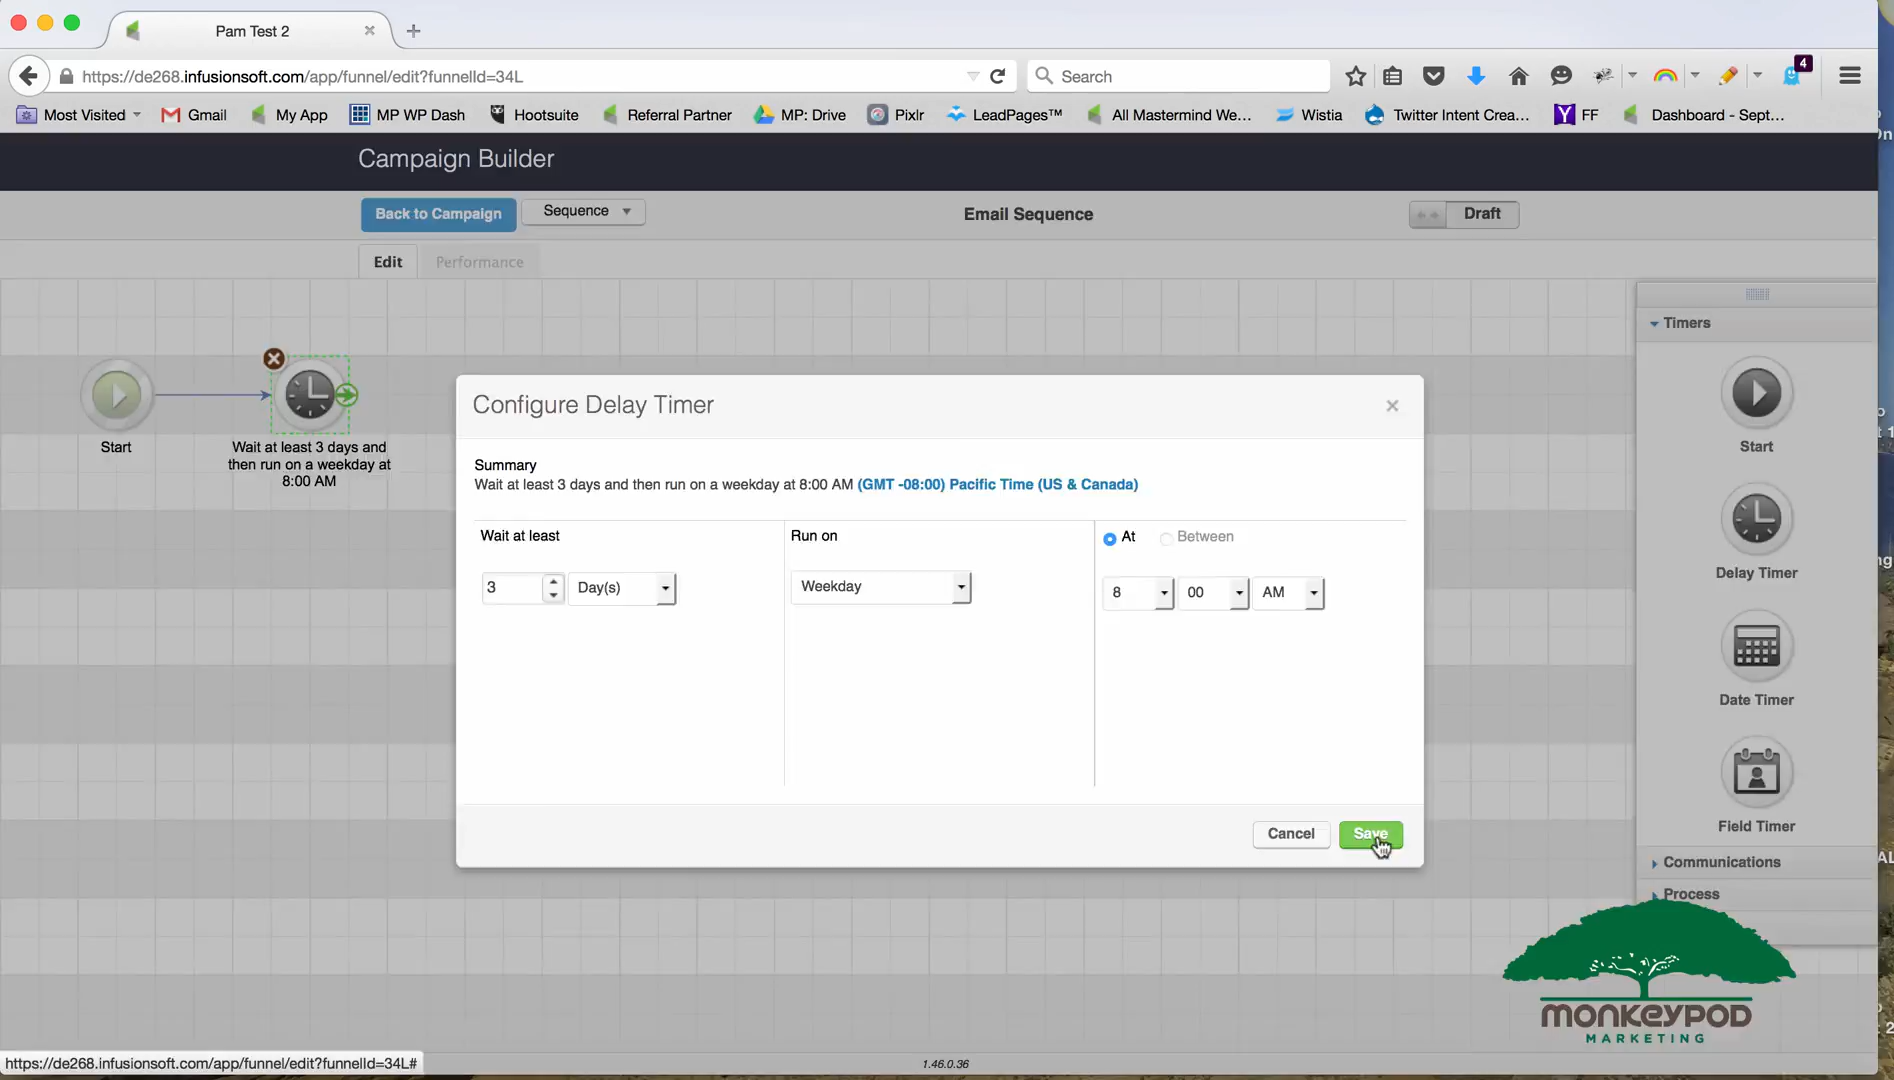 Pam Test 2
https://de268.infusionsoft.com/app/funnel/edit?funnelId=34L
Search
4
Most Visited
Gmail
My App
MP WP Dash
Hootsuite
Referral Partner
MP: Drive
Pixlr
LeadPages™
All Mastermind We...
Wistia
Twitter Intent Crea...
Y
FF
Dashboard - Sept...
Campaign Builder
Back to Campaign
Sequence
Email Sequence
Draft
Edit
Performance
Timers
Start
Wait at least 3 days and
then run on a weekday at
8:00 AM
Configure Delay Timer
Summary
Wait at least 3 days and then run on a weekday at 8:00 AM (GMT -08:00) Pacific Time (US & Canada)
Wait at least
Run on
At
Between
3
Day(s)
Weekday
8
00
AM
Cancel
Save
Start
Delay Timer
Date Timer
Field Timer
Communications
Process
MONKEYPOD
MARKETING
https://de268.infusionsoft.com/app/funnel/edit?funnelId=34L#
1.46.0.36